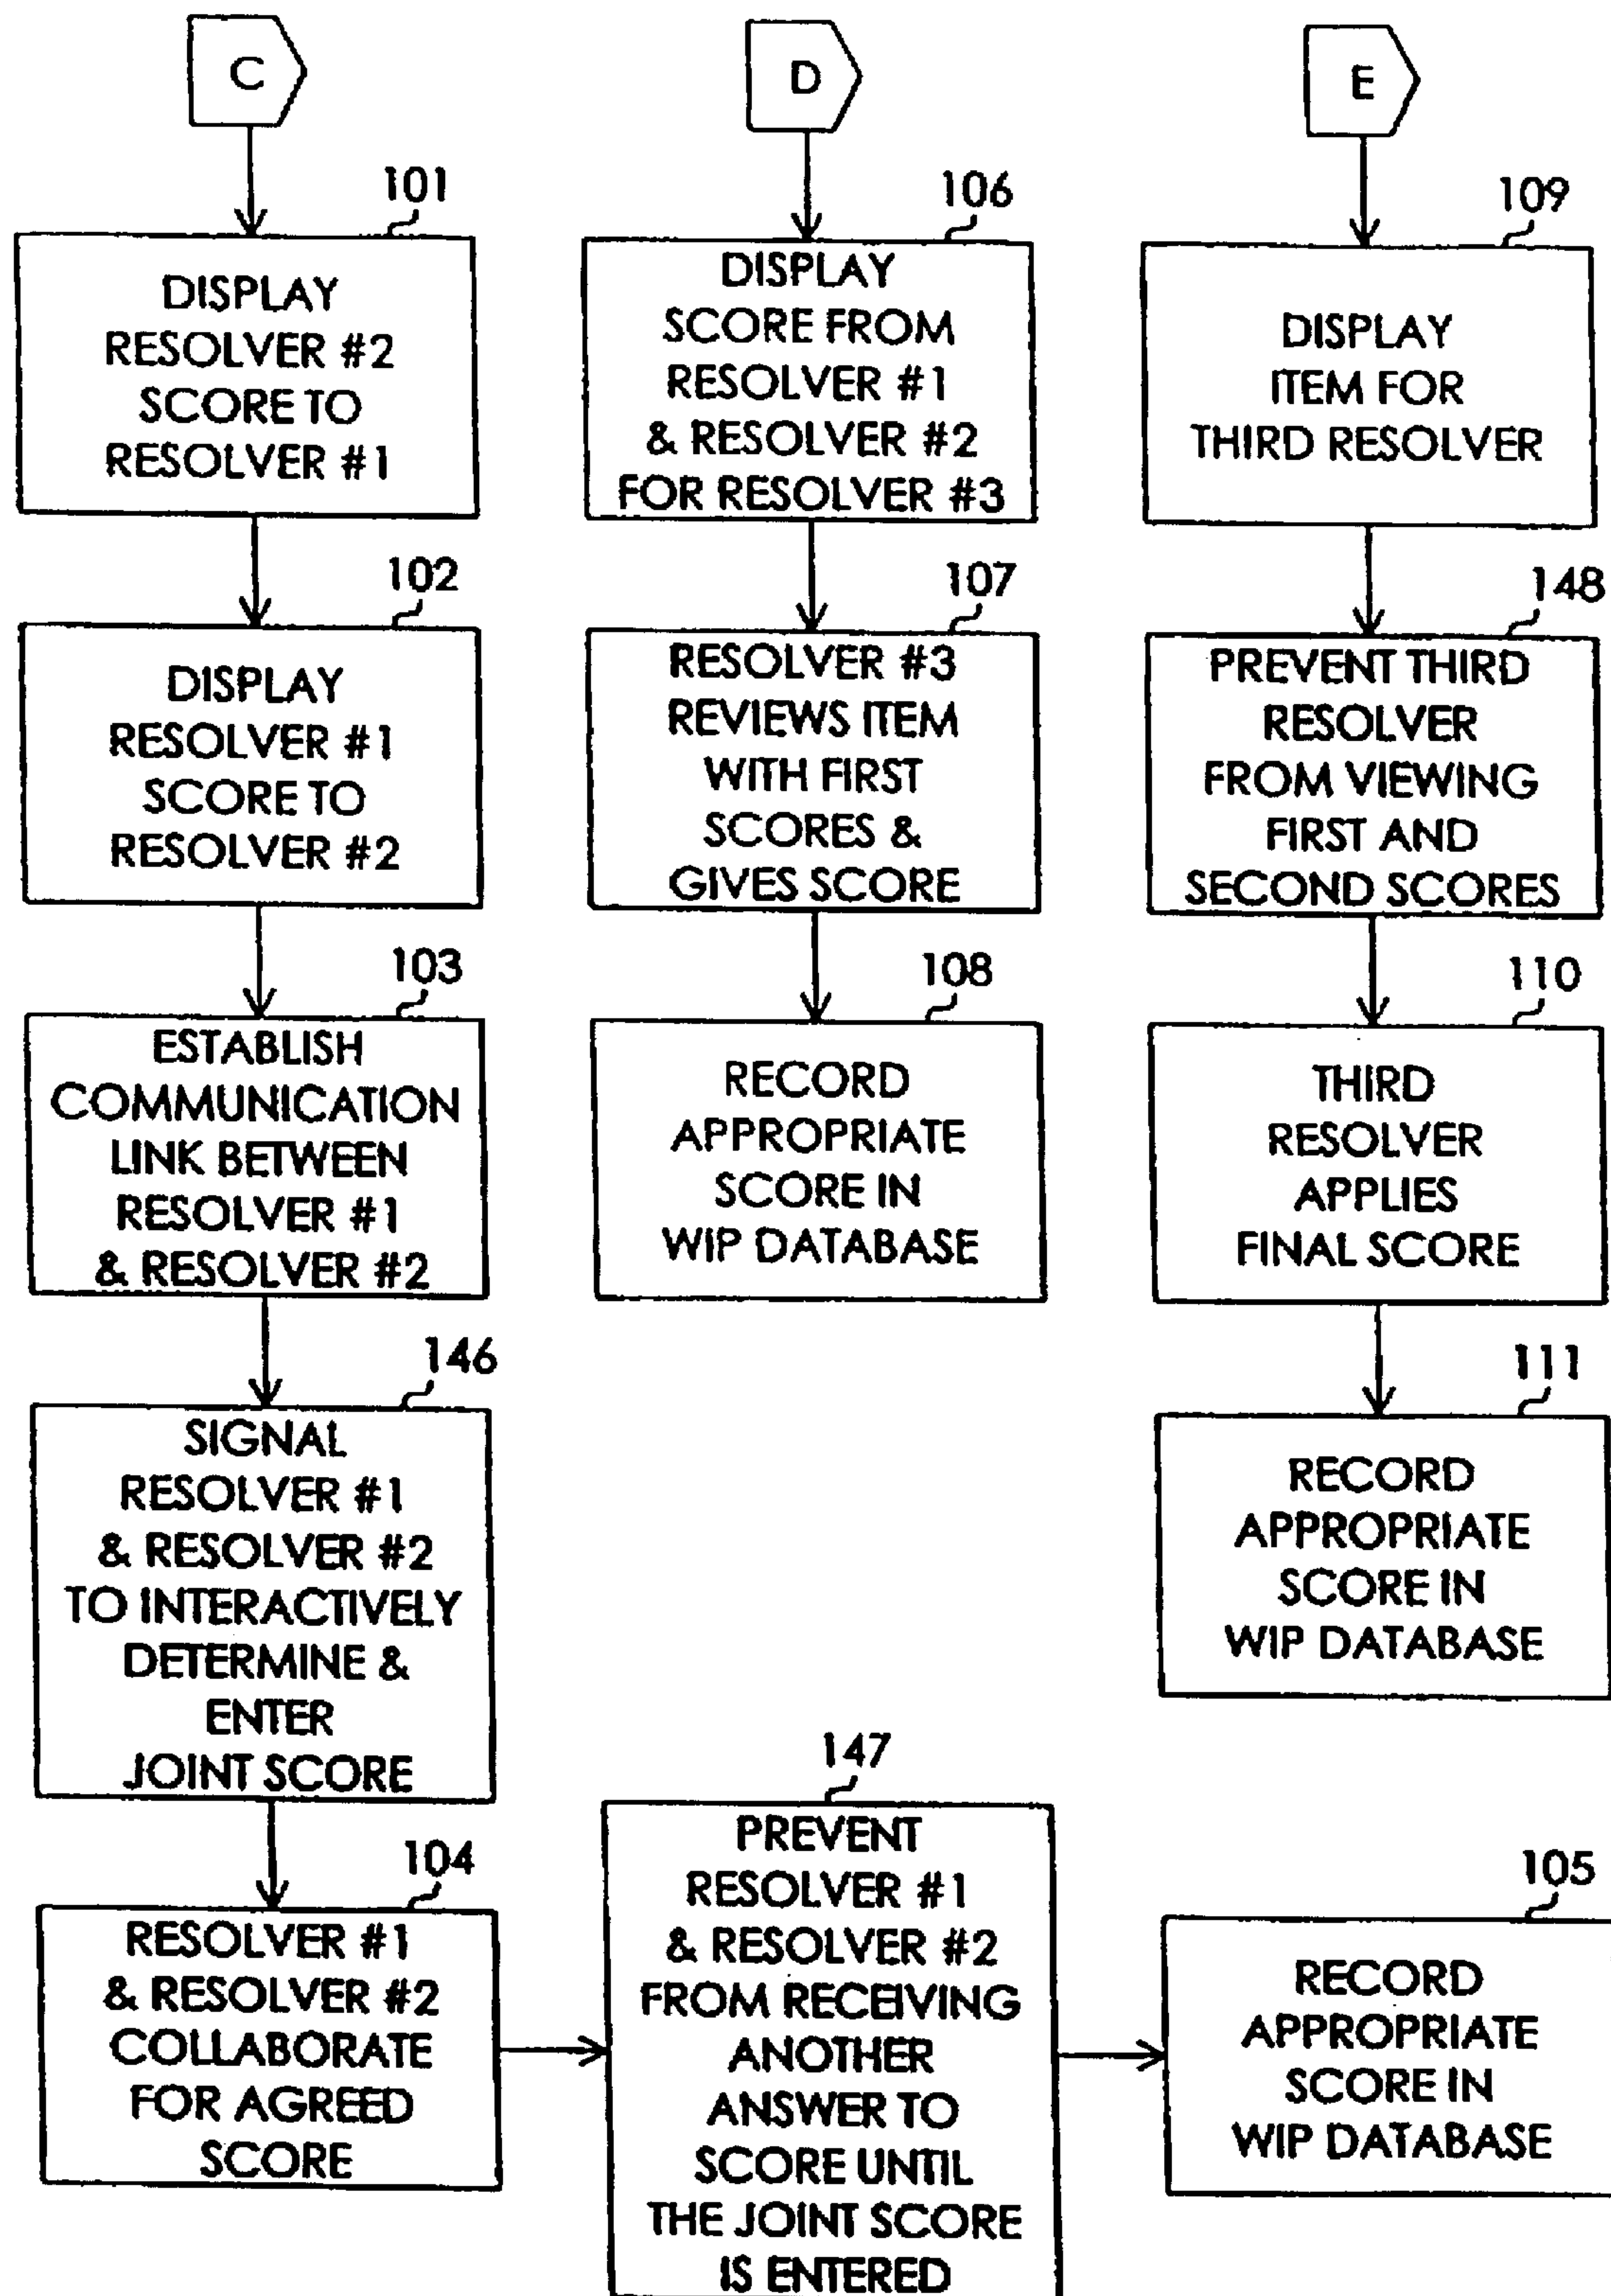 C
101
DISPLAY
RESOLVER #2
SCORE TO
RESOLVER #1
102
DISPLAY
RESOLVER #1
SCORE TO
RESOLVER #2
103
ESTABLISH
COMMUNICATION
LINK BETWEEN
RESOLVER #1
& RESOLVER #2
146
SIGNAL
RESOLVER #1
& RESOLVER #2
TO INTERACTIVELY
DETERMINE &
ENTER
JOINT SCORE
104
RESOLVER #1
& RESOLVER #2
COLLABORATE
FOR AGREED
SCORE
147
PREVENT
RESOLVER #1
& RESOLVER #2
FROM RECEIVING
ANOTHER
ANSWER TO
SCORE UNTIL
THE JOINT SCORE
IS ENTERED
105
RECORD
APPROPRIATE
SCORE IN
WIP DATABASE
D
106
DISPLAY
SCORE FROM
RESOLVER #1
& RESOLVER #2
FOR RESOLVER #3
107
RESOLVER #3
REVIEWS ITEM
WITH FIRST
SCORES &
GIVES SCORE
108
RECORD
APPROPRIATE
SCORE IN
WIP DATABASE
E
109
DISPLAY
ITEM FOR
THIRD RESOLVER
148
PREVENT THIRD
RESOLVER
FROM VIEWING
FIRST AND
SECOND SCORES
110
THIRD
RESOLVER
APPLIES
FINAL SCORE
111
RECORD
APPROPRIATE
SCORE IN
WIP DATABASE